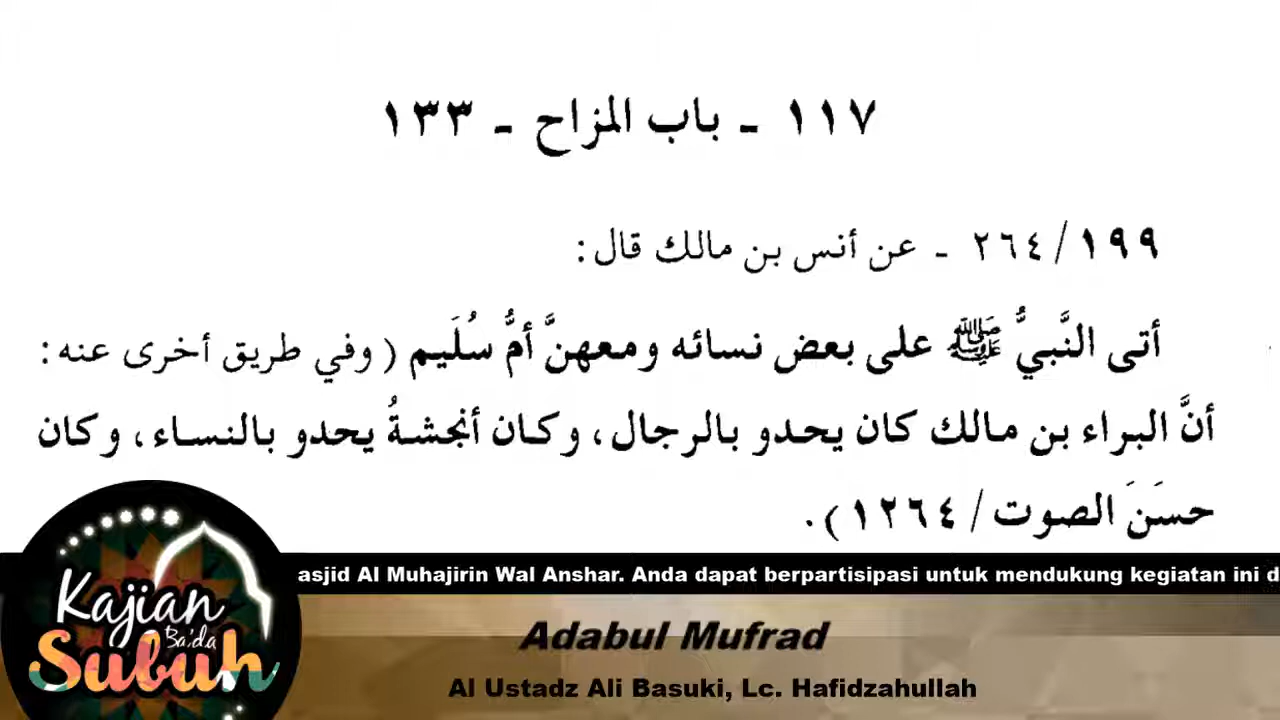 ١١٧ ـ باب المزاح ـ ١٣٣
١٩٩/ ٢٦٤ ـ عن أنس بن مالك قال:
أتى النَّبيُّ ﷺ على بعض نسائه ومعهنَّ أمُّ سُلَيم (وفي طريق أخرى عنه:
أنَّ البراء بن مالك كان يحدو بالرجال، وكان أنجشةُ يحدو بالنساء، وكان
حسَنَ الصوت/ ١٢٦٤).
asjid Al Muhajirin Wal Anshar. Anda dapat berpartisipasi untuk mendukung kegiatan ini d
Kajian
Ba'da
Subuh
Adabul Mufrad
Al Ustadz Ali Basuki, Lc. Hafidzahullah